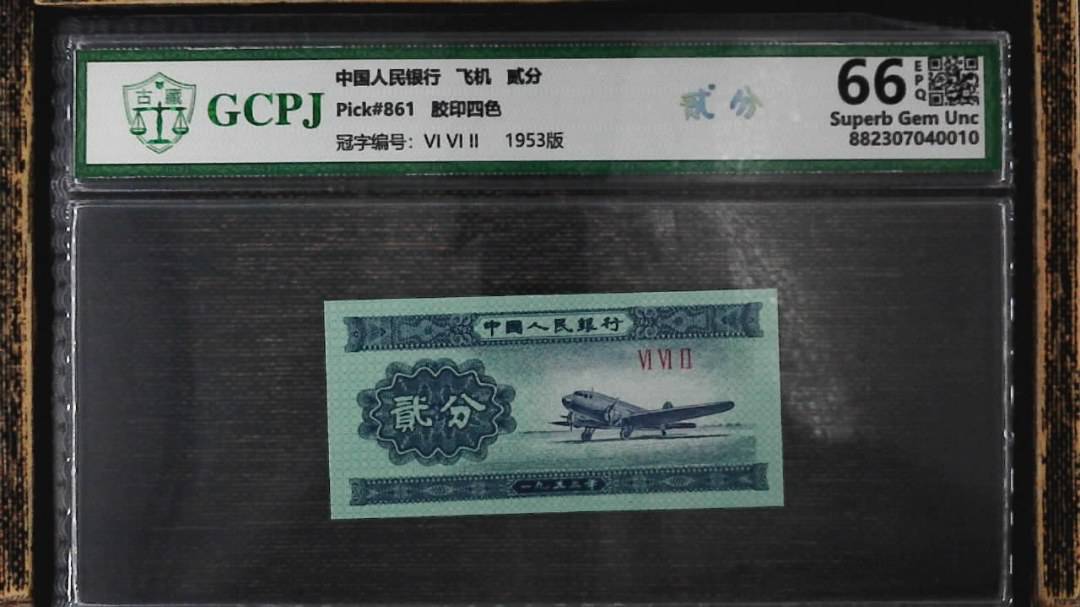 古藏
GCPJ
中国人民银行 飞机 贰分
Pick#861 胶印四色
冠字编号: VI VI II 1953版
贰分
66 EPQ
Superb Gem Unc
882307040010
中國人民銀行
VI VI II
貳分
一九五三年